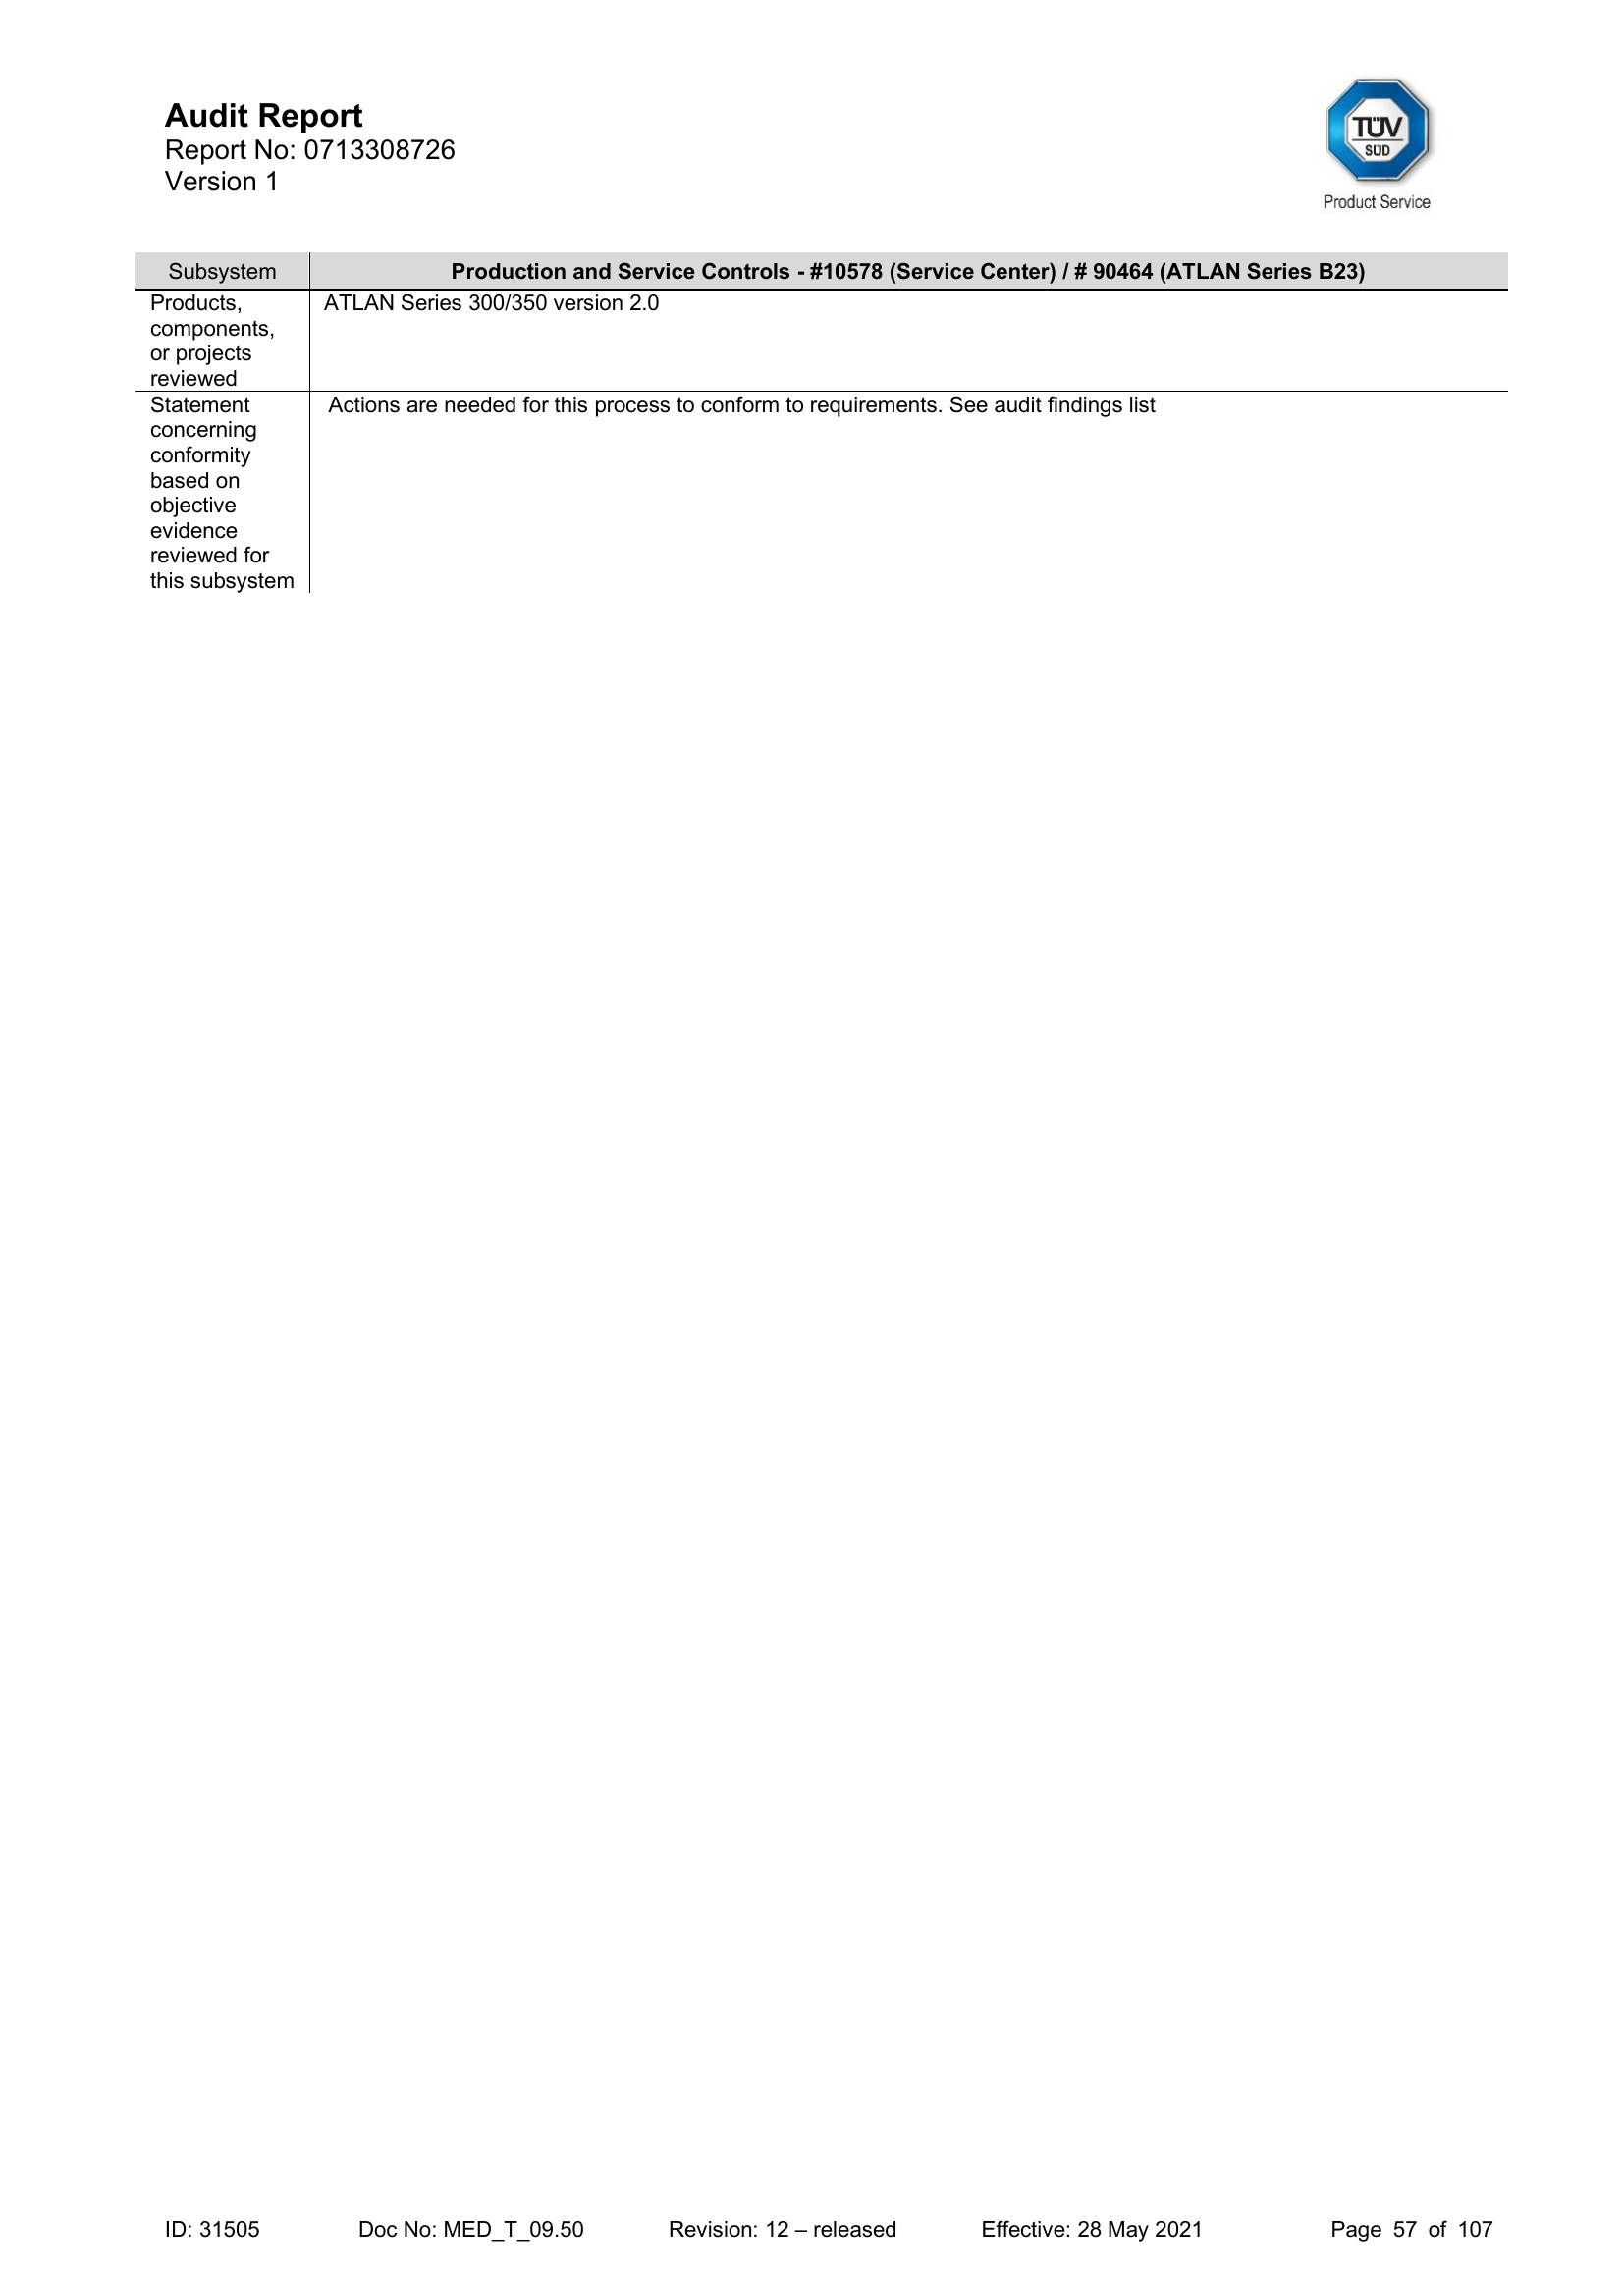 Audit Report
Report No: 0713308726
Version 1
TÜV
SÜD
Product Service
Subsystem
Production and Service Controls - #10578 (Service Center) / # 90464 (ATLAN Series B23)
Products,
components,
or projects
reviewed
ATLAN Series 300/350 version 2.0
Statement
concerning
conformity
based on
objective
evidence
reviewed for
this subsystem
Actions are needed for this process to conform to requirements. See audit findings list
ID: 31505 Doc No: MED_T_09.50 Revision: 12 – released Effective: 28 May 2021 Page 57 of 107